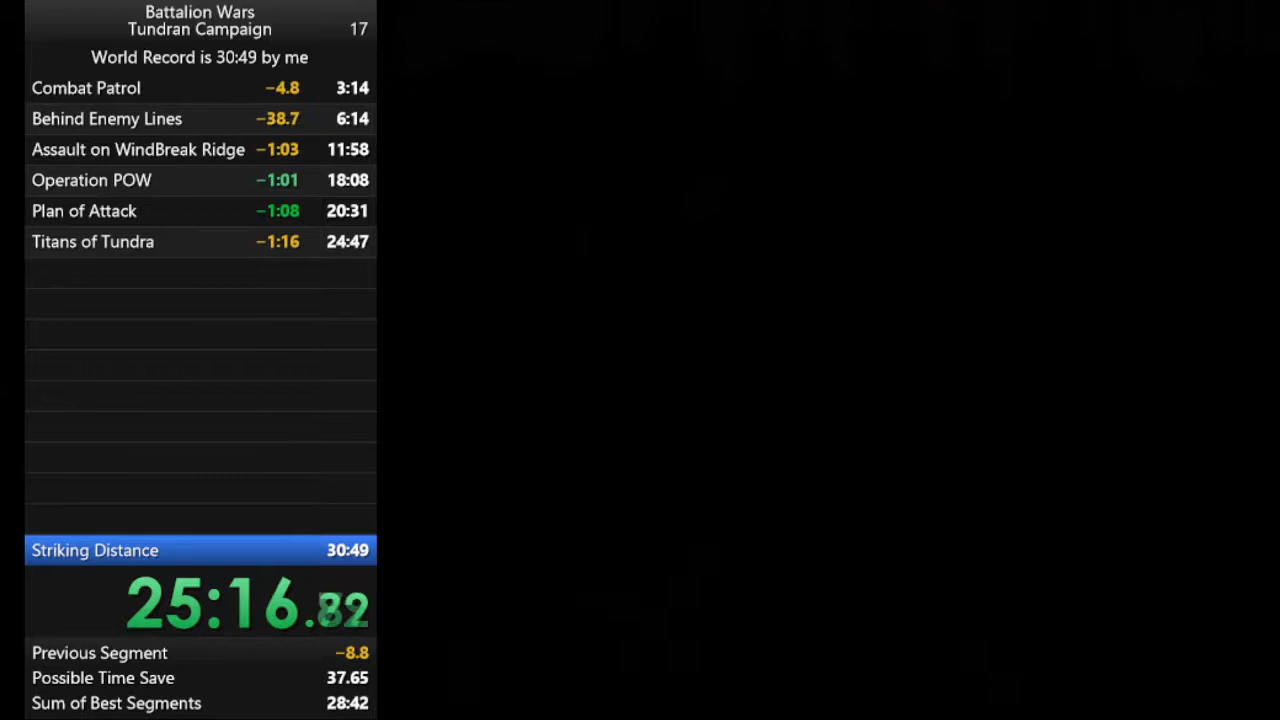 Battalion Wars
Tundran Campaign 17
World Record is 30:49 by me
Combat Patrol −4.8 3:14
Behind Enemy Lines −38.7 6:14
Assault on WindBreak Ridge −1:03 11:58
Operation POW −1:01 18:08
Plan of Attack −1:08 20:31
Titans of Tundra −1:16 24:47
Striking Distance 30:49
25:16.82
Previous Segment −8.8
Possible Time Save 37.65
Sum of Best Segments 28:42